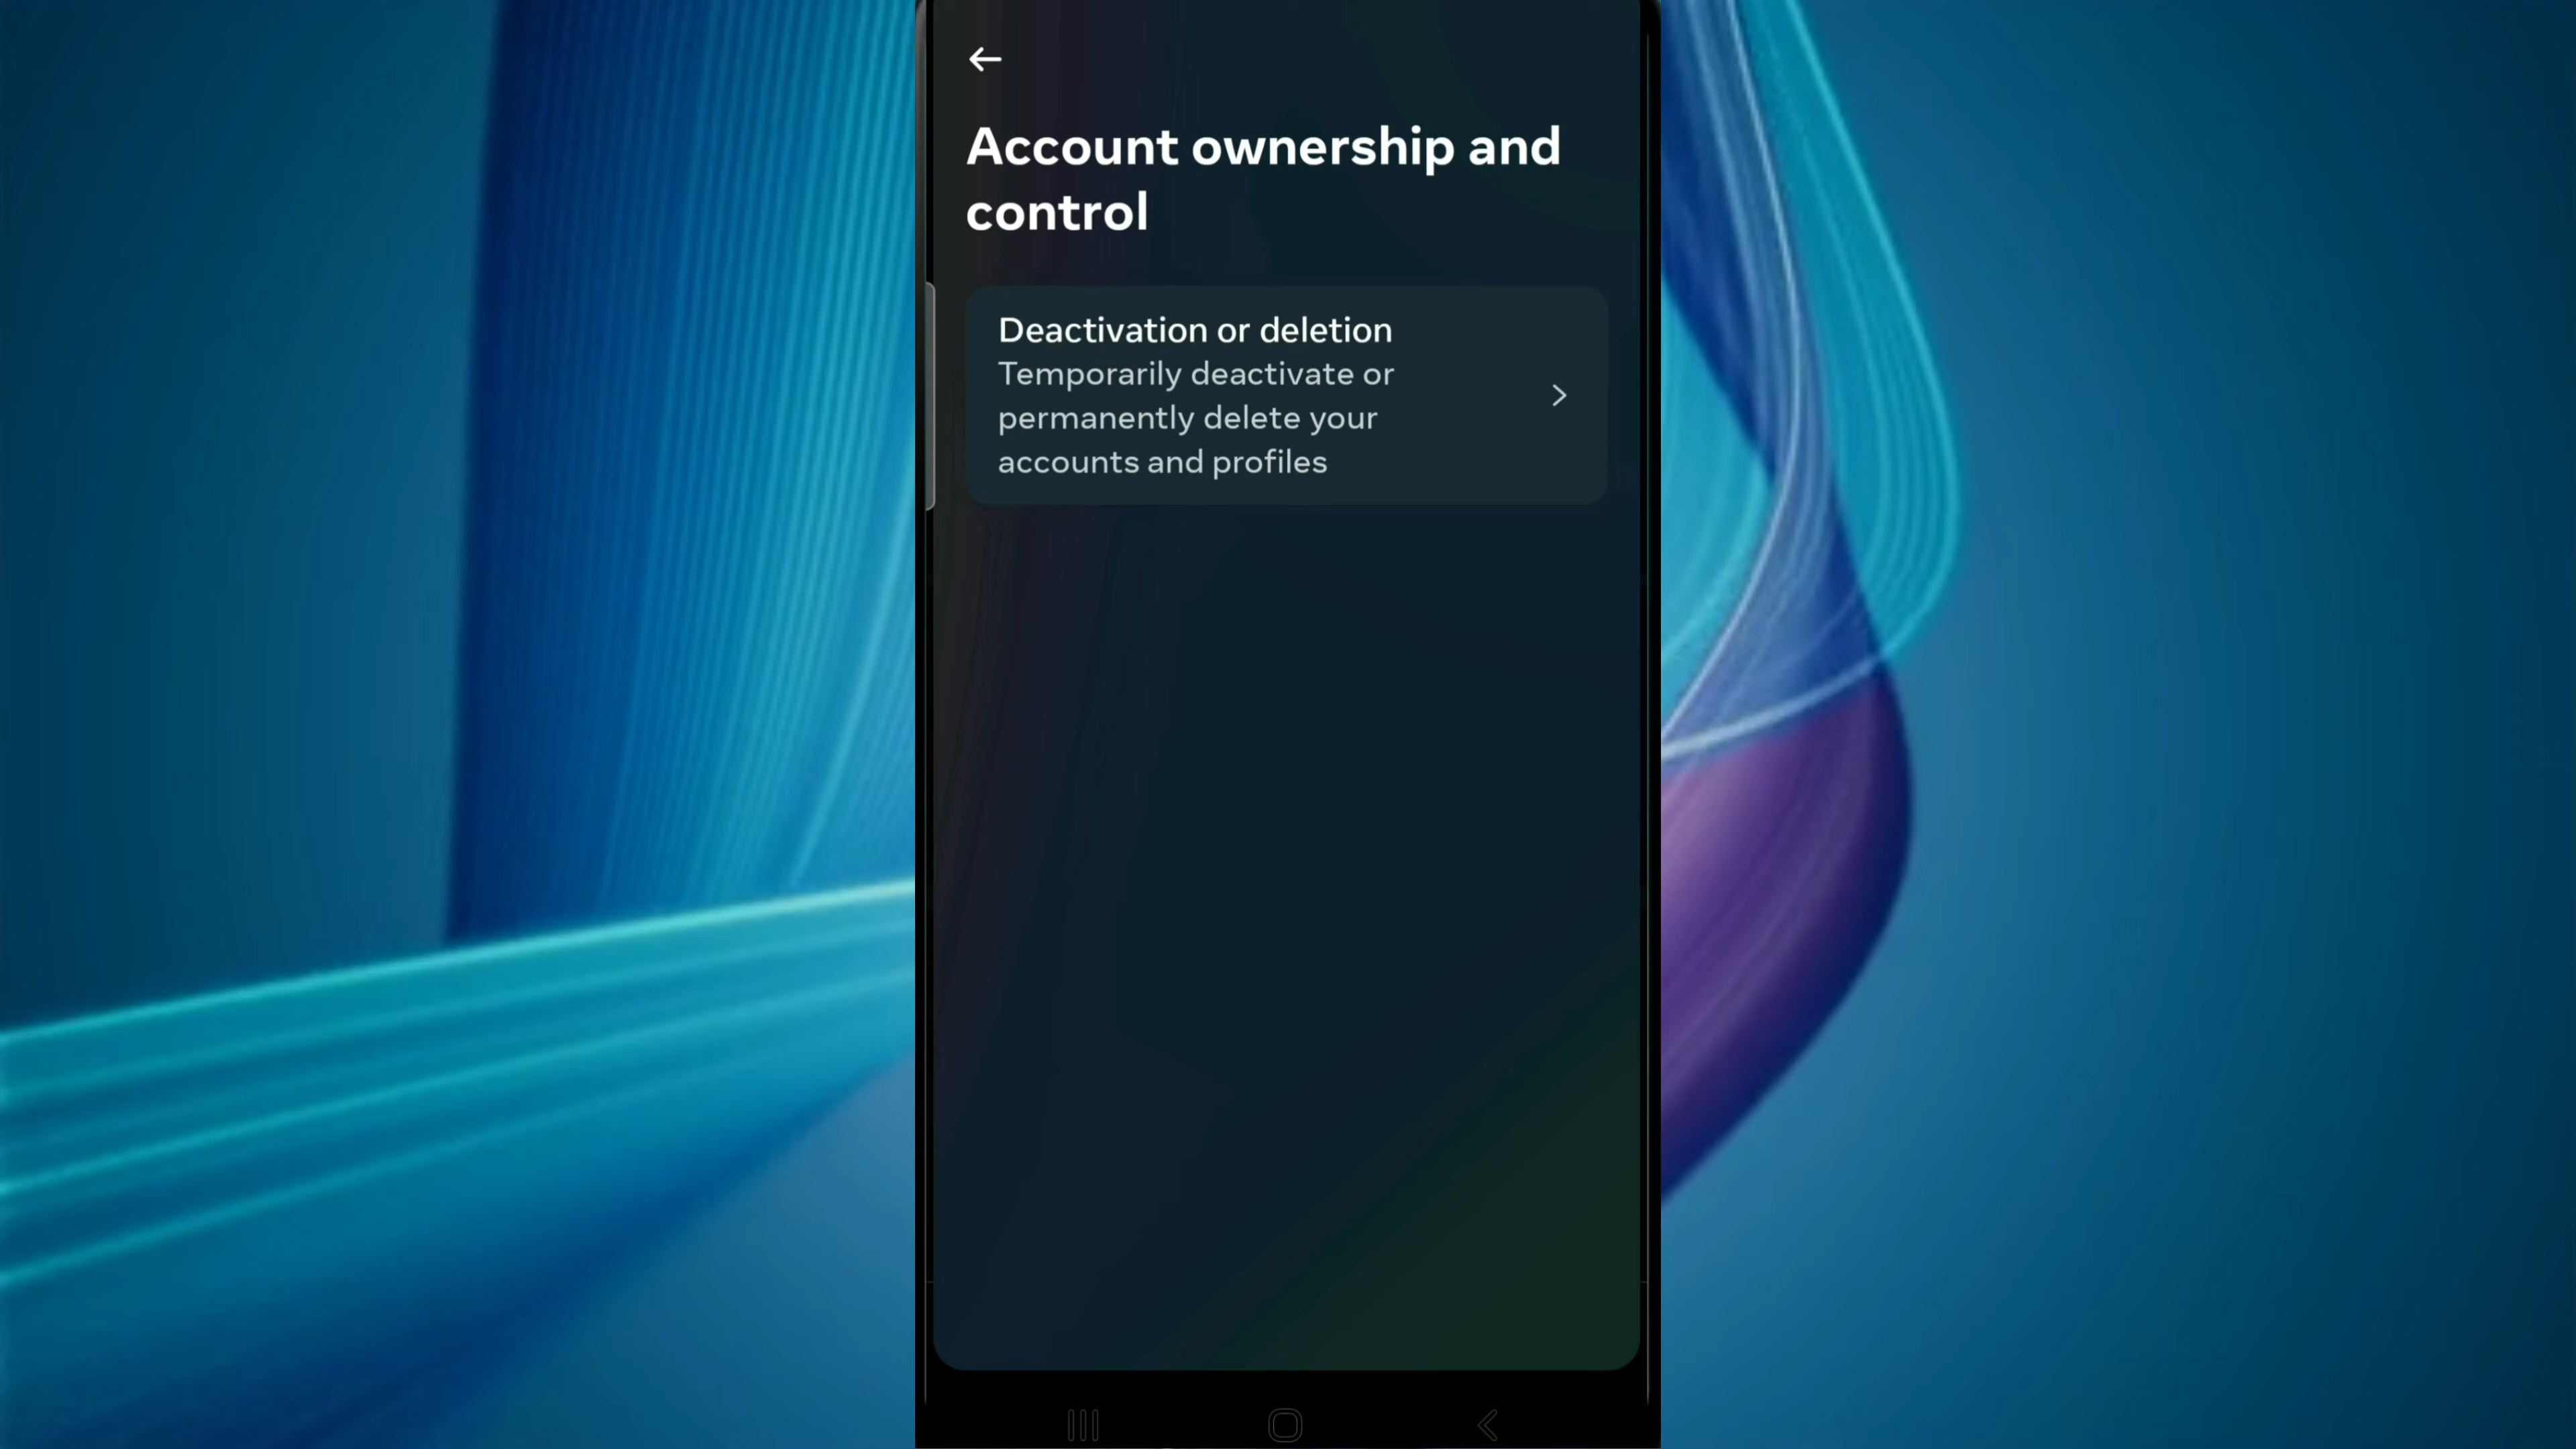 Account ownership and
control
Deactivation or deletion
Temporarily deactivate or
permanently delete your
accounts and profiles